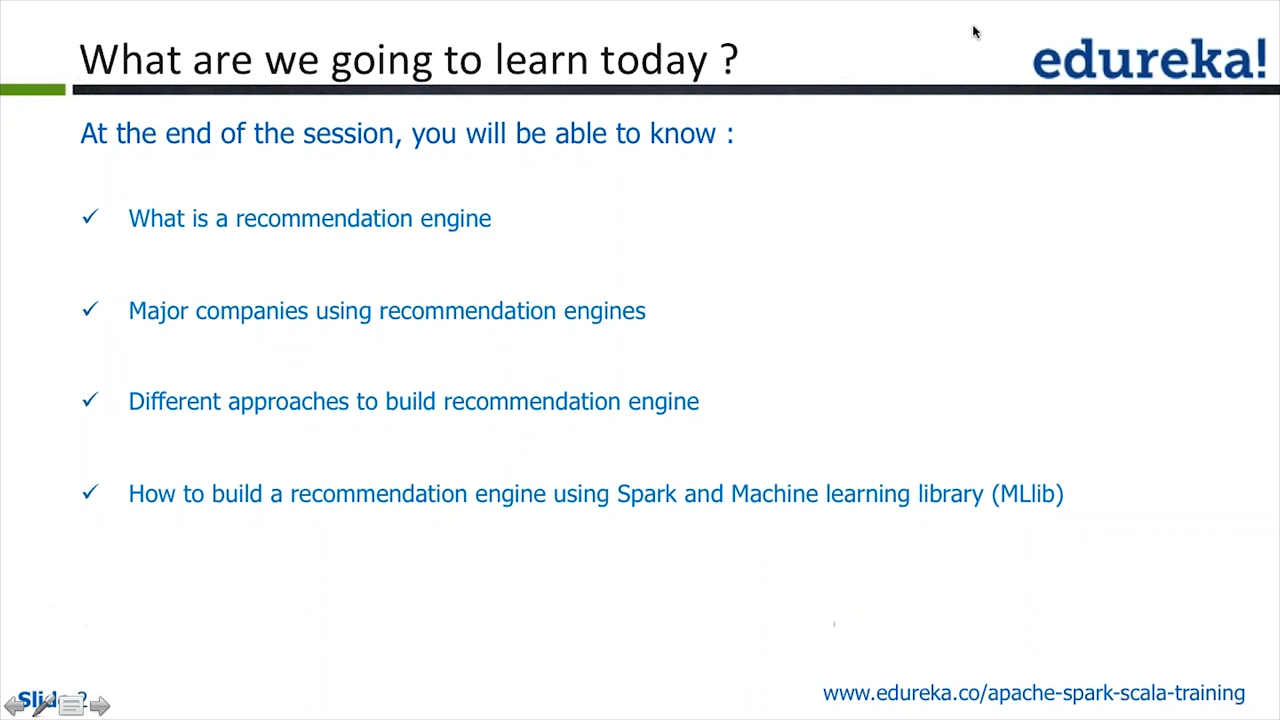 What are we going to learn today ?
edureka!
At the end of the session, you will be able to know :
✓ What is a recommendation engine
✓ Major companies using recommendation engines
✓ Different approaches to build recommendation engine
✓ How to build a recommendation engine using Spark and Machine learning library (MLlib)
Slide 2
www.edureka.co/apache-spark-scala-training